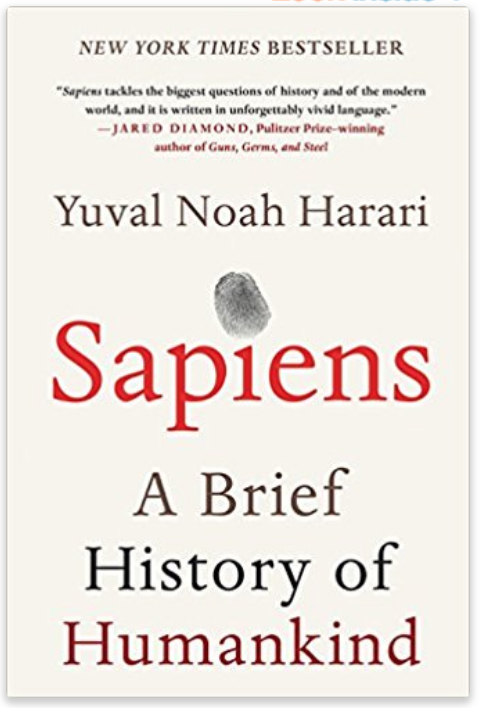 NEW YORK TIMES BESTSELLER
"Sapiens tackles the biggest questions of history and of the modern
world, and it is written in unforgettably vivid language."
—JARED DIAMOND, Pulitzer Prize–winning
author of Guns, Germs, and Steel
Yuval Noah Harari
Sapiens
A Brief
History of
Humankind